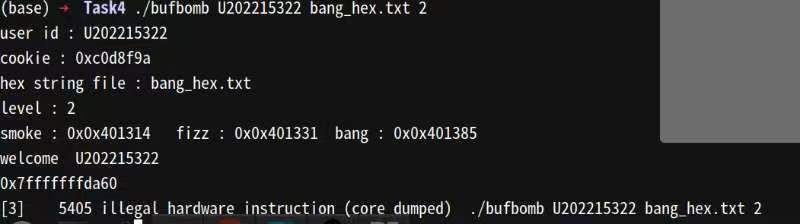 (base) → Task4 ./bufbomb U202215322 bang_hex.txt 2
user id : U202215322
cookie : 0xc0d8f9a
hex string file : bang_hex.txt
level : 2
smoke : 0x0x401314 fizz : 0x0x401331 bang : 0x0x401385
welcome U202215322
0x7fffffffda60
[3] 5405 illegal hardware instruction (core dumped) ./bufbomb U202215322 bang_hex.txt 2